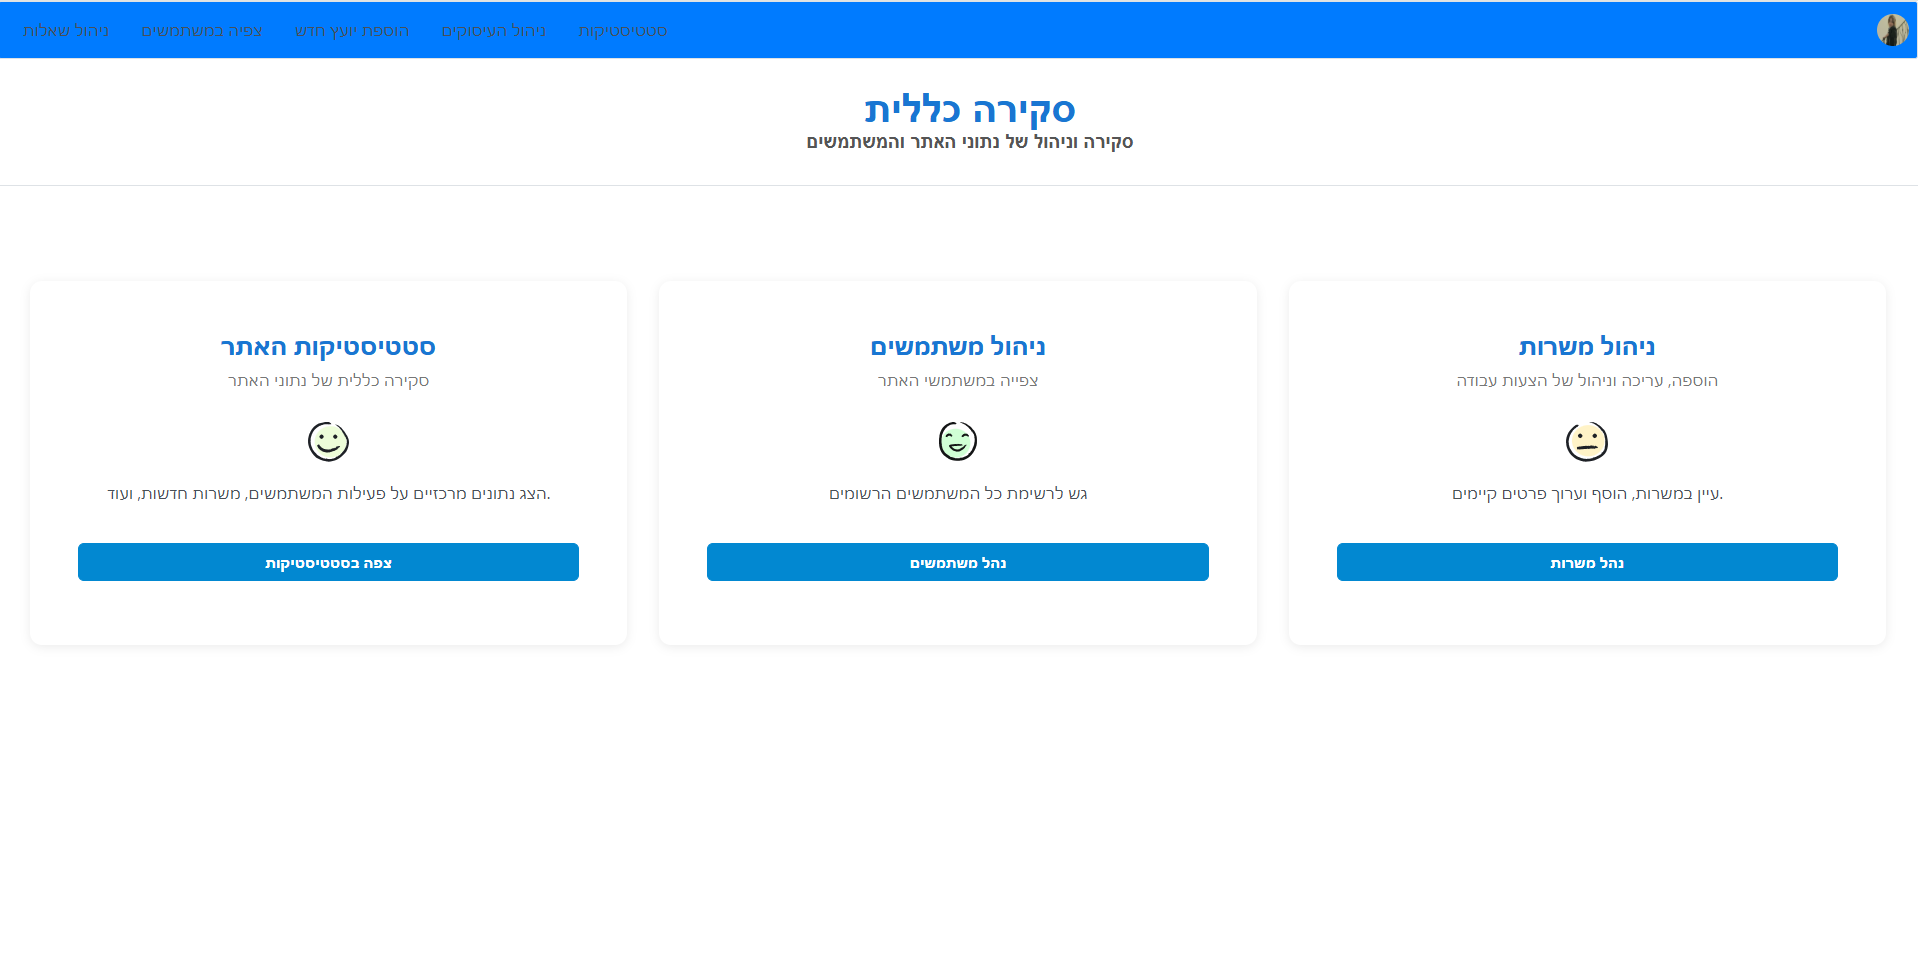 סטטיסטיקות
ניהול העיסוקים
הוספת יועץ חדש
צפיה במשתמשים
ניהול שאלות
סקירה כללית
סקירה וניהול של נתוני האתר והמשתמשים
ניהול משרות
הוספה, עריכה וניהול של הצעות עבודה
.עיין במשרות, הוסף וערוך פרטים קיימים
נהל משרות
ניהול משתמשים
צפייה במשתמשי האתר
גש לרשימת כל המשתמשים הרשומים
נהל משתמשים
סטטיסטיקות האתר
סקירה כללית של נתוני האתר
.הצג נתונים מרכזיים על פעילות המשתמשים, משרות חדשות, ועוד
צפה בסטטיסטיקות